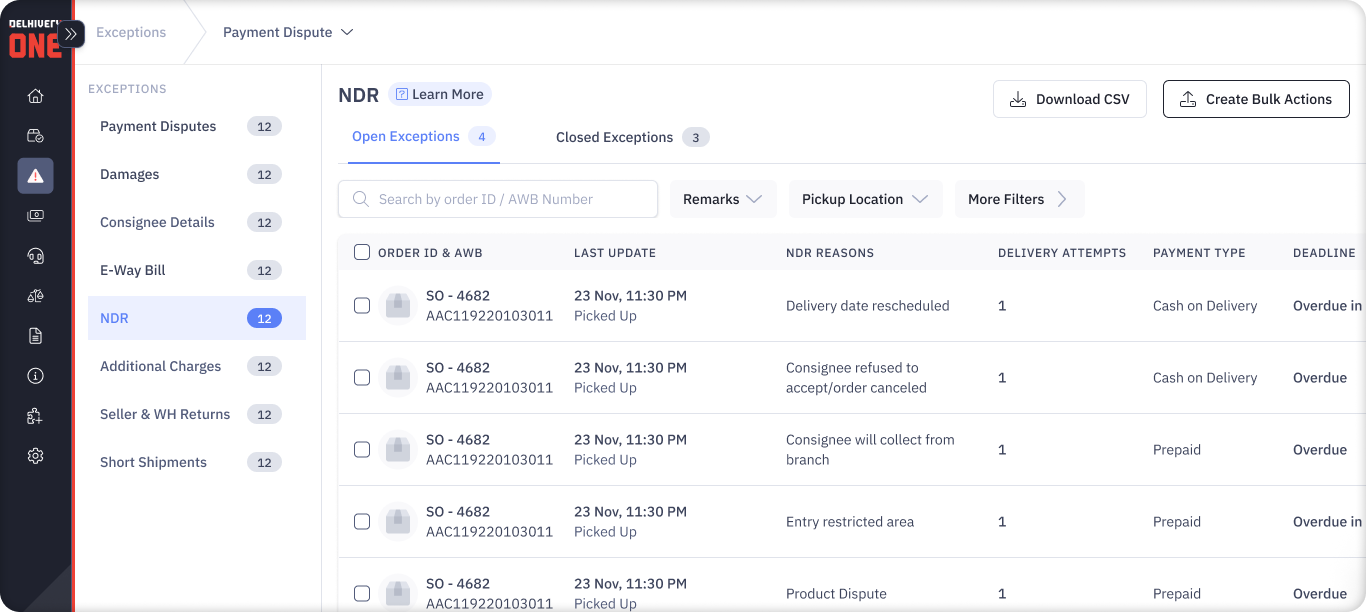 DELHIVERY
ONE
Exceptions
Payment Dispute
EXCEPTIONS
Payment Disputes 12
Damages 12
Consignee Details 12
E-Way Bill 12
NDR 12
Additional Charges 12
Seller & WH Returns 12
Short Shipments 12
NDR
Learn More
Download CSV
Create Bulk Actions
Open Exceptions 4
Closed Exceptions 3
Search by order ID / AWB Number
Remarks
Pickup Location
More Filters
ORDER ID & AWB LAST UPDATE NDR REASONS DELIVERY ATTEMPTS PAYMENT TYPE DEADLINE
SO - 4682
AAC119220103011
23 Nov, 11:30 PM
Picked Up
Delivery date rescheduled
1
Cash on Delivery
Overdue in
SO - 4682
AAC119220103011
23 Nov, 11:30 PM
Picked Up
Consignee refused to
accept/order canceled
1
Cash on Delivery
Overdue
SO - 4682
AAC119220103011
23 Nov, 11:30 PM
Picked Up
Consignee will collect from
branch
1
Prepaid
Overdue
SO - 4682
AAC119220103011
23 Nov, 11:30 PM
Picked Up
Entry restricted area
1
Prepaid
Overdue in
SO - 4682
AAC119220103011
23 Nov, 11:30 PM
Picked Up
Product Dispute
1
Prepaid
Overdue